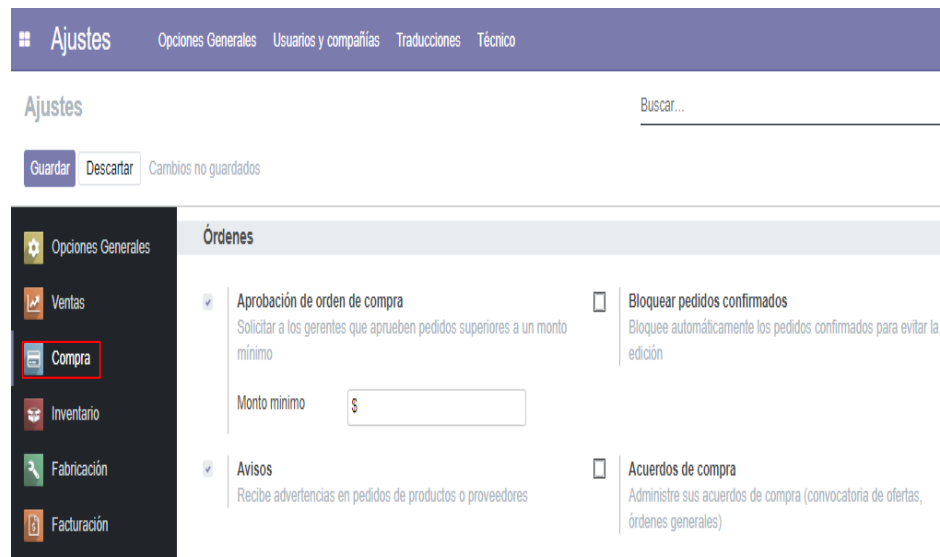 Ajustes
Opciones Generales Usuarios y compañías Traducciones Técnico
Ajustes
Buscar...
Guardar Descartar Cambios no guardados
Opciones Generales
Ventas
Compra
Inventario
Fabricación
Facturación
Órdenes
Aprobación de orden de compra
Solicitar a los gerentes que aprueben pedidos superiores a un monto
mínimo
Monto minimo $
Bloquear pedidos confirmados
Bloquee automáticamente los pedidos confirmados para evitar la
edición
Avisos
Recibe advertencias en pedidos de productos o proveedores
Acuerdos de compra
Administre sus acuerdos de compra (convocatoria de ofertas,
órdenes generales)